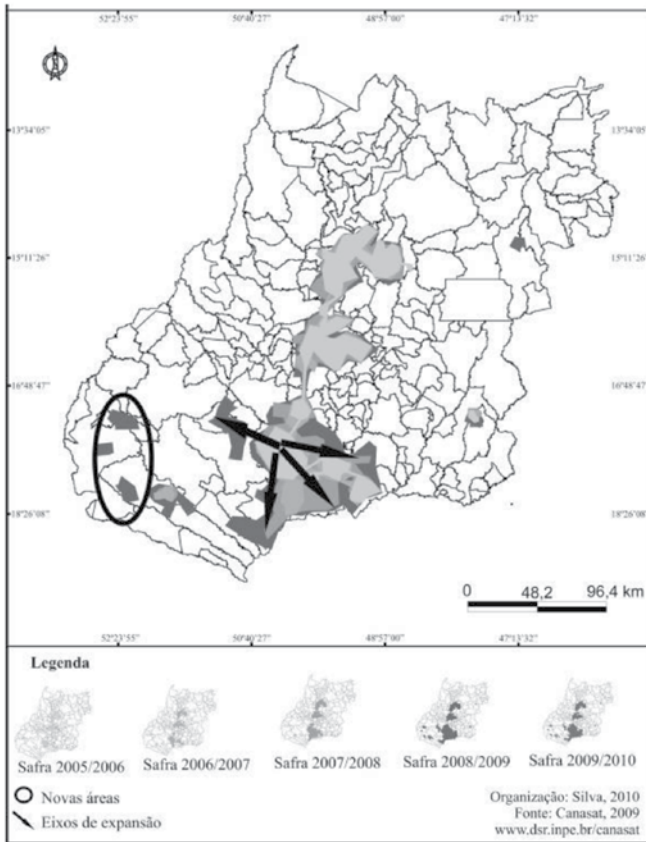 52°23'55" 50°40'27 48°57'00 47°13'32
13°34'05" 13°34'05"
15°11'26 15°11'26
16°48'47 16°48'47
18°26'08" 18°26'08"
0 48,2 96,4 km
52°23'55" 50°40'27 48°57'00 47°13'32
Legenda
Safra 2005/2006 Safra 2006/2007 Safra 2007/2008 Safra 2008/2009 Safra 2009/2010
Novas áreas
Eixos de expansão
Organização: Silva, 2010
Fonte: Canasat, 2009
www.dsr.inpe.br/canasat